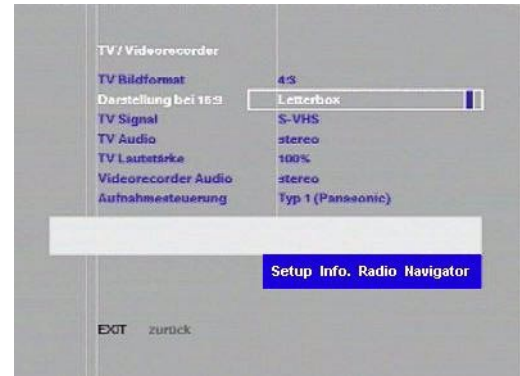 TV / Videorecorder
TV Bildformat 4:3
Darstellung bei 16:9 Letterbox
TV Signal S-VHS
TV Audio stereo
TV Lautstärke 100%
Videorecorder Audio stereo
Aufnahmesteuerung Typ 1 (Panasonic)
Setup Info. Radio Navigator
EXIT zurück